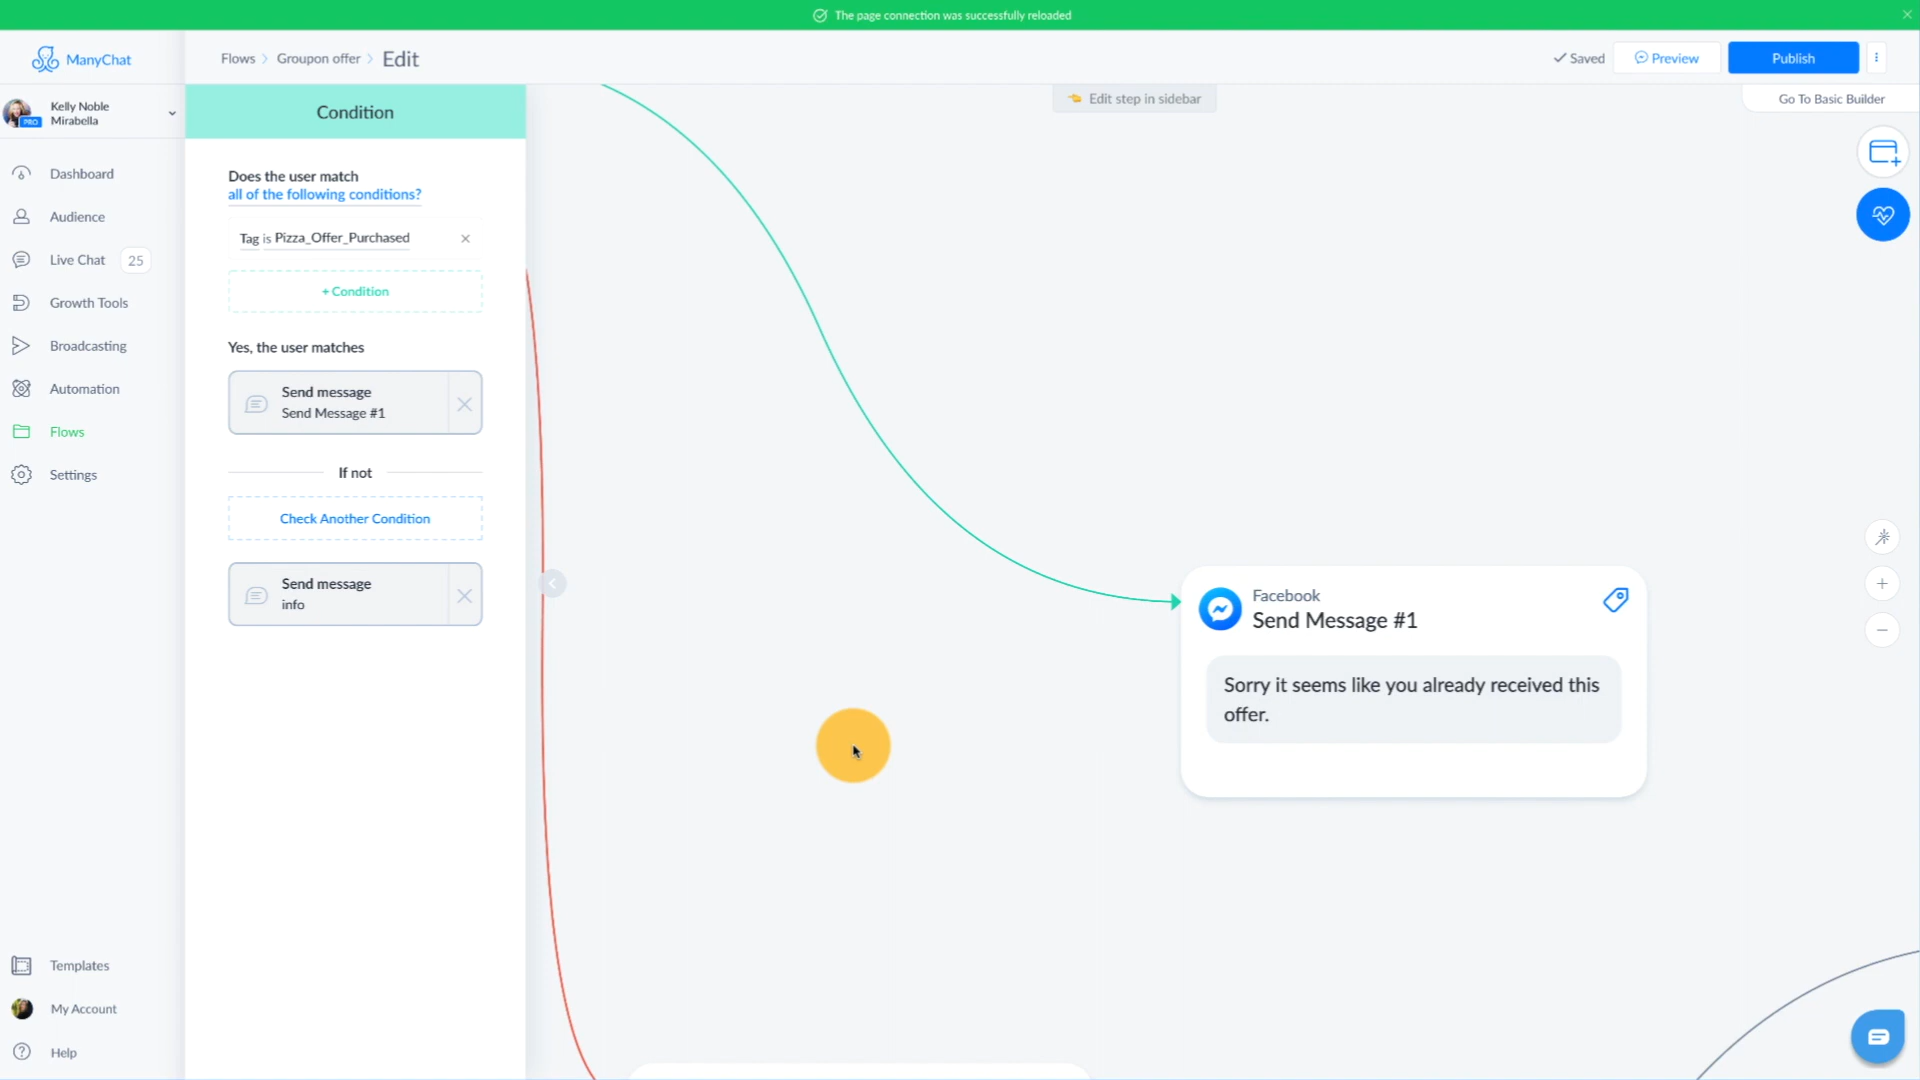 The page connection was successfully reloaded
ManyChat
Flows
Groupon offer
Edit
Saved
Preview
Publish
Kelly Noble
Mirabella
PRO
Condition
Edit step in sidebar
Go To Basic Builder
Dashboard
Audience
Live Chat
25
Growth Tools
Broadcasting
Automation
Flows
Settings
Does the user match
all of the following conditions?
Tag is Pizza_Offer_Purchased
+ Condition
Yes, the user matches
Send message
Send Message #1
If not
Check Another Condition
Send message
info
Facebook
Send Message #1
Sorry it seems like you already received this
offer.
Templates
My Account
Help